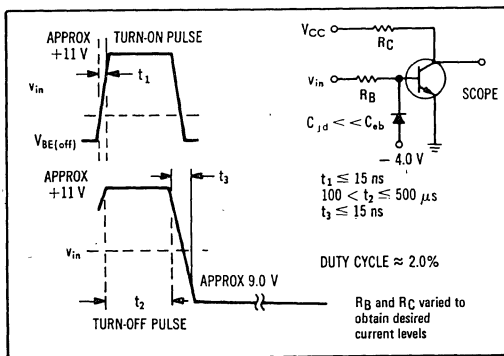 APPROX
+11 V
TURN-ON PULSE
t1
vin
VBE(off)
APPROX
+11 V
t3
vin
APPROX 9.0 V
t2
TURN-OFF PULSE
VCC
RC
vin
RB
SCOPE
Cjd << Ceb
– 4.0 V
t1 ≤ 15 ns
100 < t2 ≤ 500 µs
t3 ≤ 15 ns
DUTY CYCLE ≈ 2.0%
RB and RC varied to
obtain desired
current levels